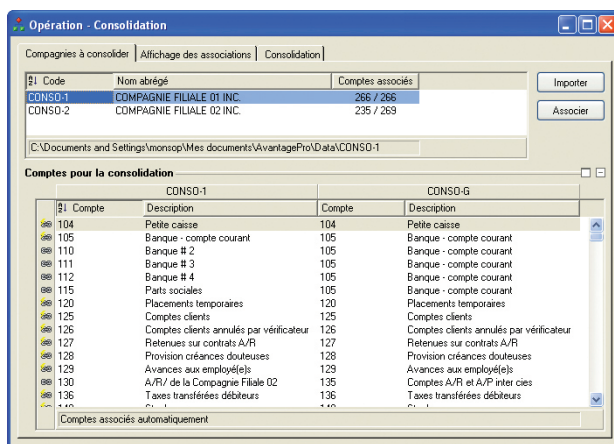 Opération - Consolidation
Compagnies à consolider Affichage des associations Consolidation
Code Nom abrégé Comptes associés
CONSO-1 COMPAGNIE FILIALE 01 INC. 266 / 266
CONSO-2 COMPAGNIE FILIALE 02 INC. 235 / 269
Importer
Associer
C:\Documents and Settings\monsop\Mes documents\AvantagePro\Data\CONSO-1
Comptes pour la consolidation
CONSO-1 CONSO-G
Compte Description Compte Description
104 Petite caisse 104 Petite caisse
105 Banque - compte courant 105 Banque - compte courant
110 Banque # 2 105 Banque - compte courant
111 Banque # 3 105 Banque - compte courant
112 Banque # 4 105 Banque - compte courant
115 Parts sociales 105 Banque - compte courant
120 Placements temporaires 120 Placements temporaires
125 Comptes clients 125 Comptes clients
126 Comptes clients annulés par vérificateur 126 Comptes clients annulés par vérificateur
127 Retenues sur contrats A/R 127 Retenues sur contrats A/R
128 Provision créances douteuses 128 Provision créances douteuses
129 Avances aux employé(e)s 129 Avances aux employé(e)s
130 A/R/ de la Compagnie Filiale 02 135 Comptes A/R et A/P inter cies
136 Taxes transférées débiteurs 136 Taxes transférées débiteurs
Comptes associés automatiquement